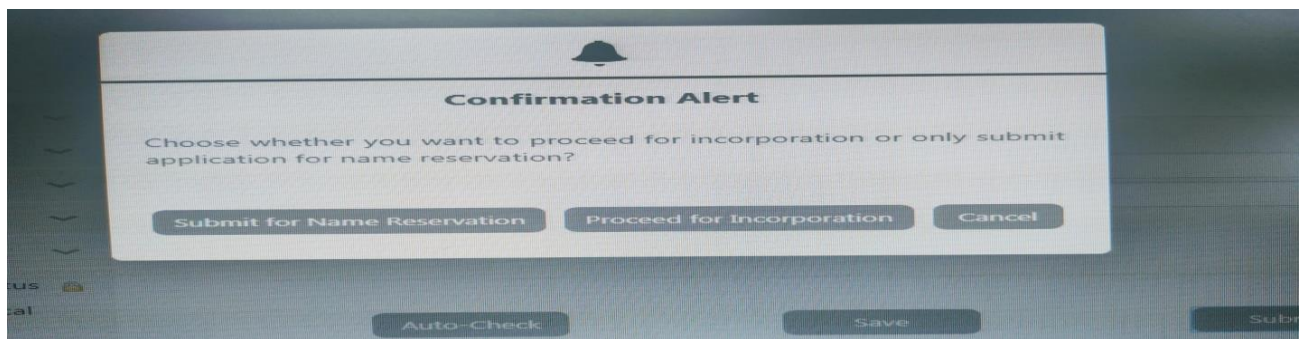 Confirmation Alert
Choose whether you want to proceed for incorporation or only submit
application for name reservation?
Submit for Name Reservation
Proceed for Incorporation
Cancel
Auto-Check
Save